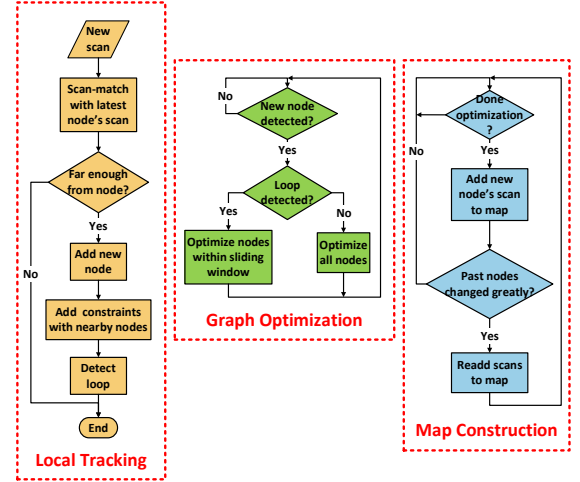 New
scan
Scan-match
with latest
node's scan
Far enough
from node?
Yes
No
Add new
node
Add constraints
with nearby nodes
Detect
loop
End
Local Tracking
No
New node
detected?
Yes
Loop
detected?
Yes
No
Optimize nodes
within sliding
window
Optimize
all nodes
Graph Optimization
Done
optimization
?
No
Yes
Add new
node's scan
to map
Past nodes
changed greatly?
Yes
Readd scans
to map
Map Construction